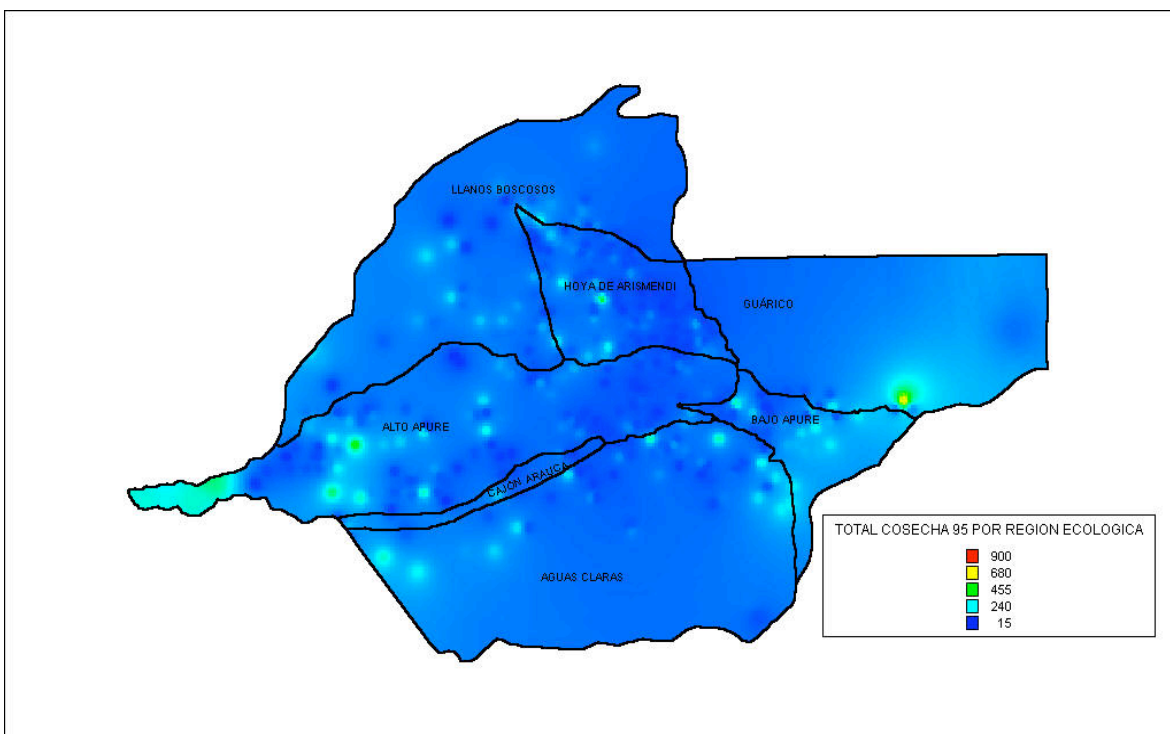 LLANOS BOSCOSOS
HOYA DE ARISMENDI
GUÁRICO
ALTO APURE
BAJO APURE
CAJON ARAUCA
AGUAS CLARAS
TOTAL COSECHA 95 POR REGION ECOLOGICA
900
680
455
240
15